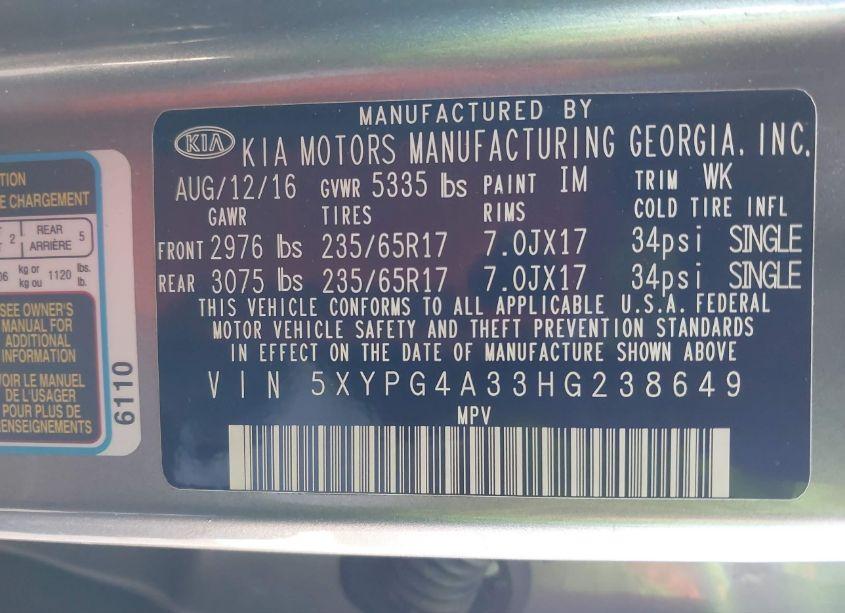 MANUFACTURED BY
KIA KIA MOTORS MANUFACTURING GEORGIA, INC.
AUG/12/16 GVWR 5335 lbs PAINT IM TRIM WK
GAWR TIRES RIMS COLD TIRE INFL
FRONT 2976 lbs 235/65R17 7.0JX17 34psi SINGLE
REAR 3075 lbs 235/65R17 7.0JX17 34psi SINGLE
THIS VEHICLE CONFORMS TO ALL APPLICABLE U.S.A. FEDERAL
MOTOR VEHICLE SAFETY AND THEFT PREVENTION STANDARDS
IN EFFECT ON THE DATE OF MANUFACTURE SHOWN ABOVE
VIN 5XYPG4A33HG238649
MPV
CHARGEMENT
2 REAR ARRIÈRE 5
kg or kg ou 1120 lbs. lb.
SEE OWNER'S
MANUAL FOR
ADDITIONAL
INFORMATION
VOIR LE MANUEL
DE L'USAGER
POUR PLUS DE
RENSEIGNEMENTS
6110